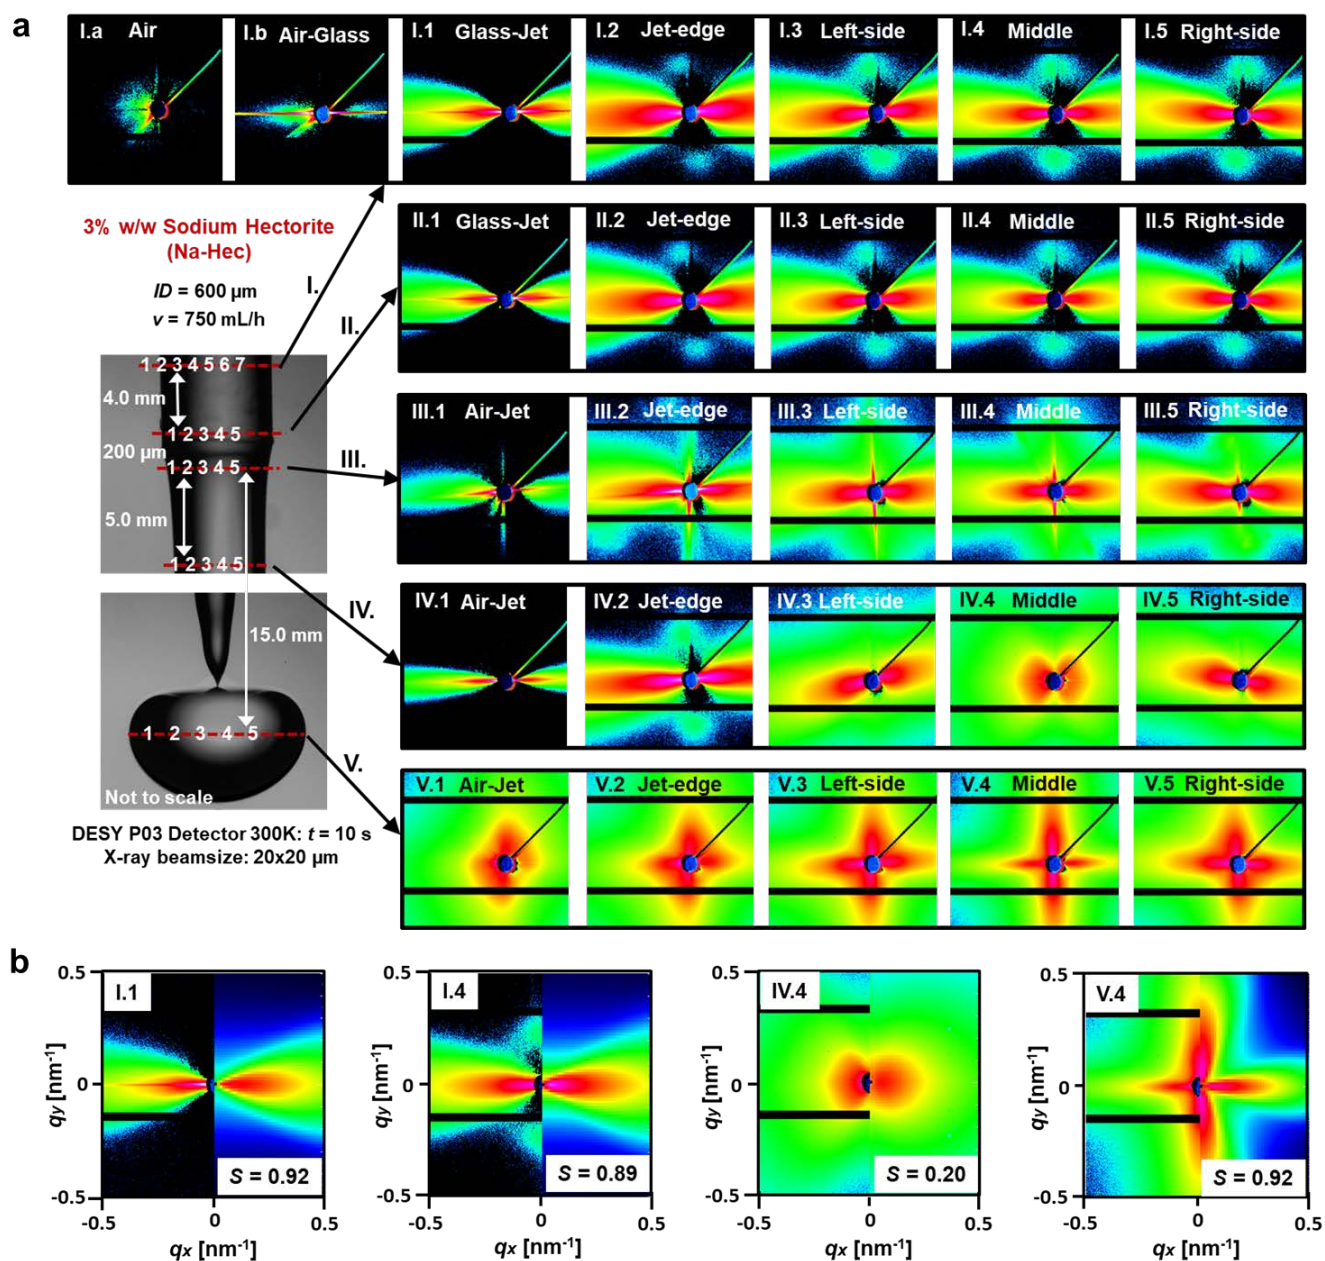 a
I.a Air
I.b Air-Glass
I.1 Glass-Jet
I.2 Jet-edge
I.3 Left-side
I.4 Middle
I.5 Right-side
3% w/w Sodium Hectorite
(Na-Hec)
ID = 600 µm
v = 750 mL/h
I.
II.
II.1 Glass-Jet
II.2 Jet-edge
II.3 Left-side
II.4 Middle
II.5 Right-side
1 2 3 4 5 6 7
4.0 mm
1 2 3 4 5
200 µm
1 2 3 4 5
5.0 mm
1 2 3 4 5
III.
III.1 Air-Jet
III.2 Jet-edge
III.3 Left-side
III.4 Middle
III.5 Right-side
IV.
IV.1 Air-Jet
IV.2 Jet-edge
IV.3 Left-side
IV.4 Middle
IV.5 Right-side
15.0 mm
1 2 3 4 5
Not to scale
V.
V.1 Air-Jet
V.2 Jet-edge
V.3 Left-side
V.4 Middle
V.5 Right-side
DESY P03 Detector 300K: t = 10 s
X-ray beamsize: 20x20 µm
b
0.5
I.1
qy [nm-1]
0
S = 0.92
-0.5
-0.5 0 0.5
qx [nm-1]
0.5
I.4
qy [nm-1]
0
S = 0.89
-0.5
-0.5 0 0.5
qx [nm-1]
0.5
IV.4
qy [nm-1]
0
S = 0.20
-0.5
-0.5 0 0.5
qx [nm-1]
0.5
V.4
qy [nm-1]
0
S = 0.92
-0.5
-0.5 0 0.5
qx [nm-1]